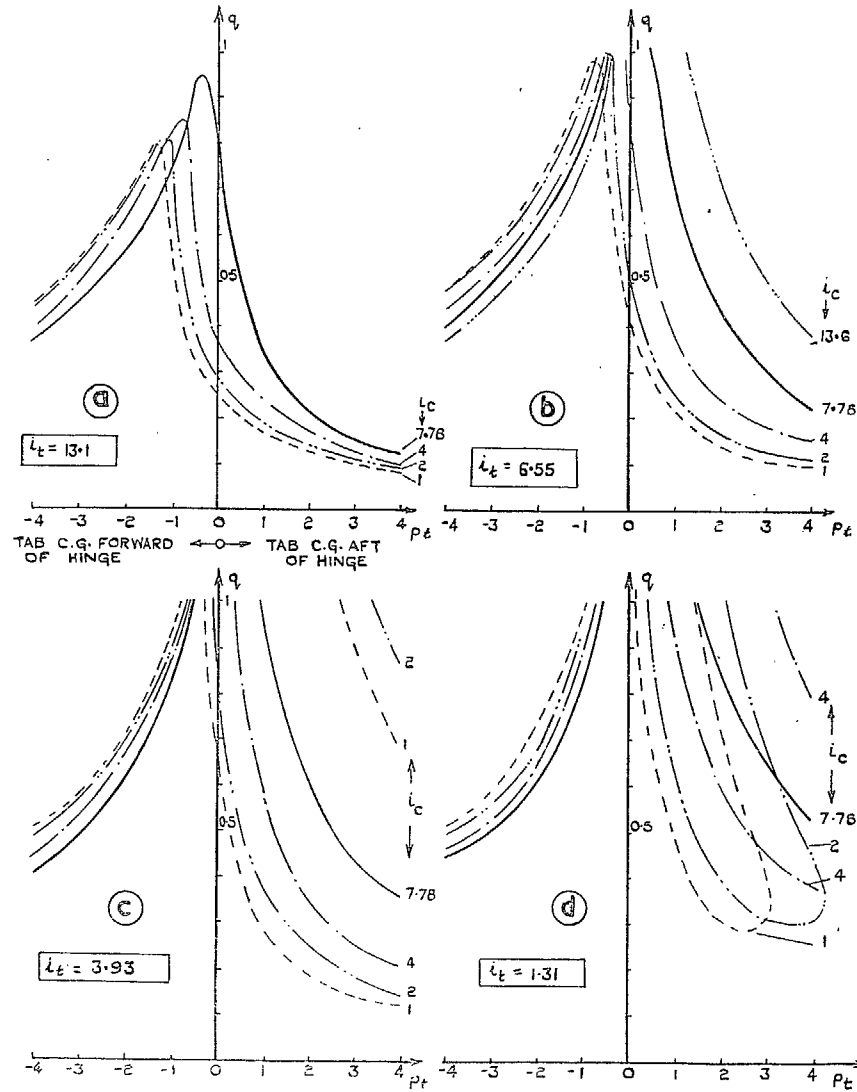 q
1
0.5
a
i_t = 13.1
i_c
7.78
4
2
1
-4 -3 -2 -1 0 1 2 3 4 P_t
TAB C.G. FORWARD OF HINGE
TAB C.G. AFT OF HINGE
q
1
0.5
b
i_t = 6.55
i_c
13.6
7.78
4
2
1
-4 -3 -2 -1 0 1 2 3 4 P_t
q
1
0.5
c
i_t = 3.93
2
1
i_c
7.78
4
2
1
-4 -3 -2 -1 0 1 2 3 4 P_t
q
1
0.5
d
i_t = 1.31
4
i_c
7.78
2
4
1
-4 -3 -2 -1 0 1 2 3 4 P_t